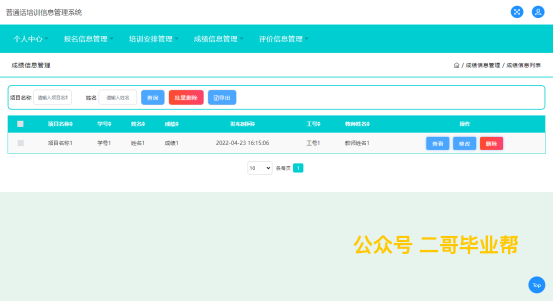 普通话培训信息管理系统
个人中心 报名信息管理 培训安排管理 成绩信息管理 评价信息管理
成绩信息管理 / 成绩信息管理 / 成绩信息列表
项目名称 请输入项目名称 姓名 请输入姓名 查询 批量删除 导出
项目名称 学号 姓名 成绩 发布时间 工号 教师姓名 操作
项目名称1 学号1 姓名1 成绩1 2022-04-23 16:15:06 工号1 教师姓名1 查看 修改 删除
10 条每页 1
公众号 二哥毕业帮
Top